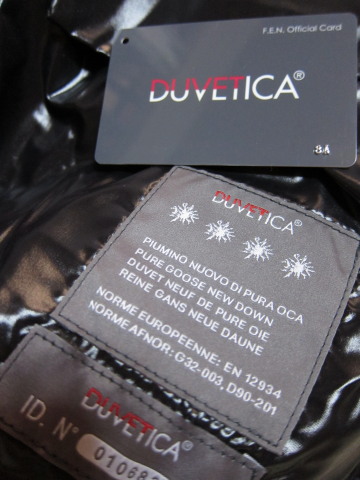 F.E.N. Official Card
DUVETICA®
DUVETICA®
PIUMINO NUOVO DI PURA OCA
PURE GOOSE NEW DOWN
DUVET NEUF DE PURE OIE
REINE GANS NEUE DAUNE
NORME EUROPEENNE: EN 12934
NORME AFNOR: G32-003, D90-201
DUVETICA®
ID. N°